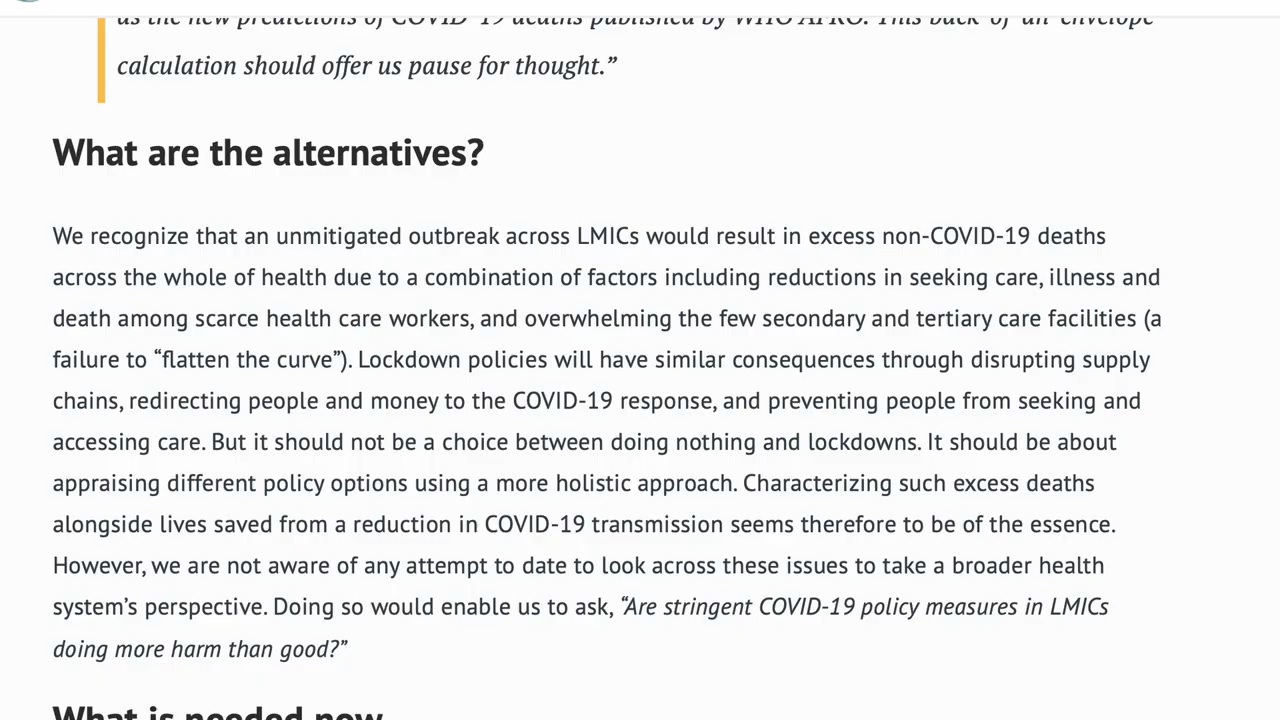 as the new predictions of COVID-19 deaths published by WHO AFRO. This back-of-an-envelope
calculation should offer us pause for thought.”
What are the alternatives?
We recognize that an unmitigated outbreak across LMICs would result in excess non-COVID-19 deaths
across the whole of health due to a combination of factors including reductions in seeking care, illness and
death among scarce health care workers, and overwhelming the few secondary and tertiary care facilities (a
failure to “flatten the curve”). Lockdown policies will have similar consequences through disrupting supply
chains, redirecting people and money to the COVID-19 response, and preventing people from seeking and
accessing care. But it should not be a choice between doing nothing and lockdowns. It should be about
appraising different policy options using a more holistic approach. Characterizing such excess deaths
alongside lives saved from a reduction in COVID-19 transmission seems therefore to be of the essence.
However, we are not aware of any attempt to date to look across these issues to take a broader health
system’s perspective. Doing so would enable us to ask, “Are stringent COVID-19 policy measures in LMICs
doing more harm than good?”
What is needed now